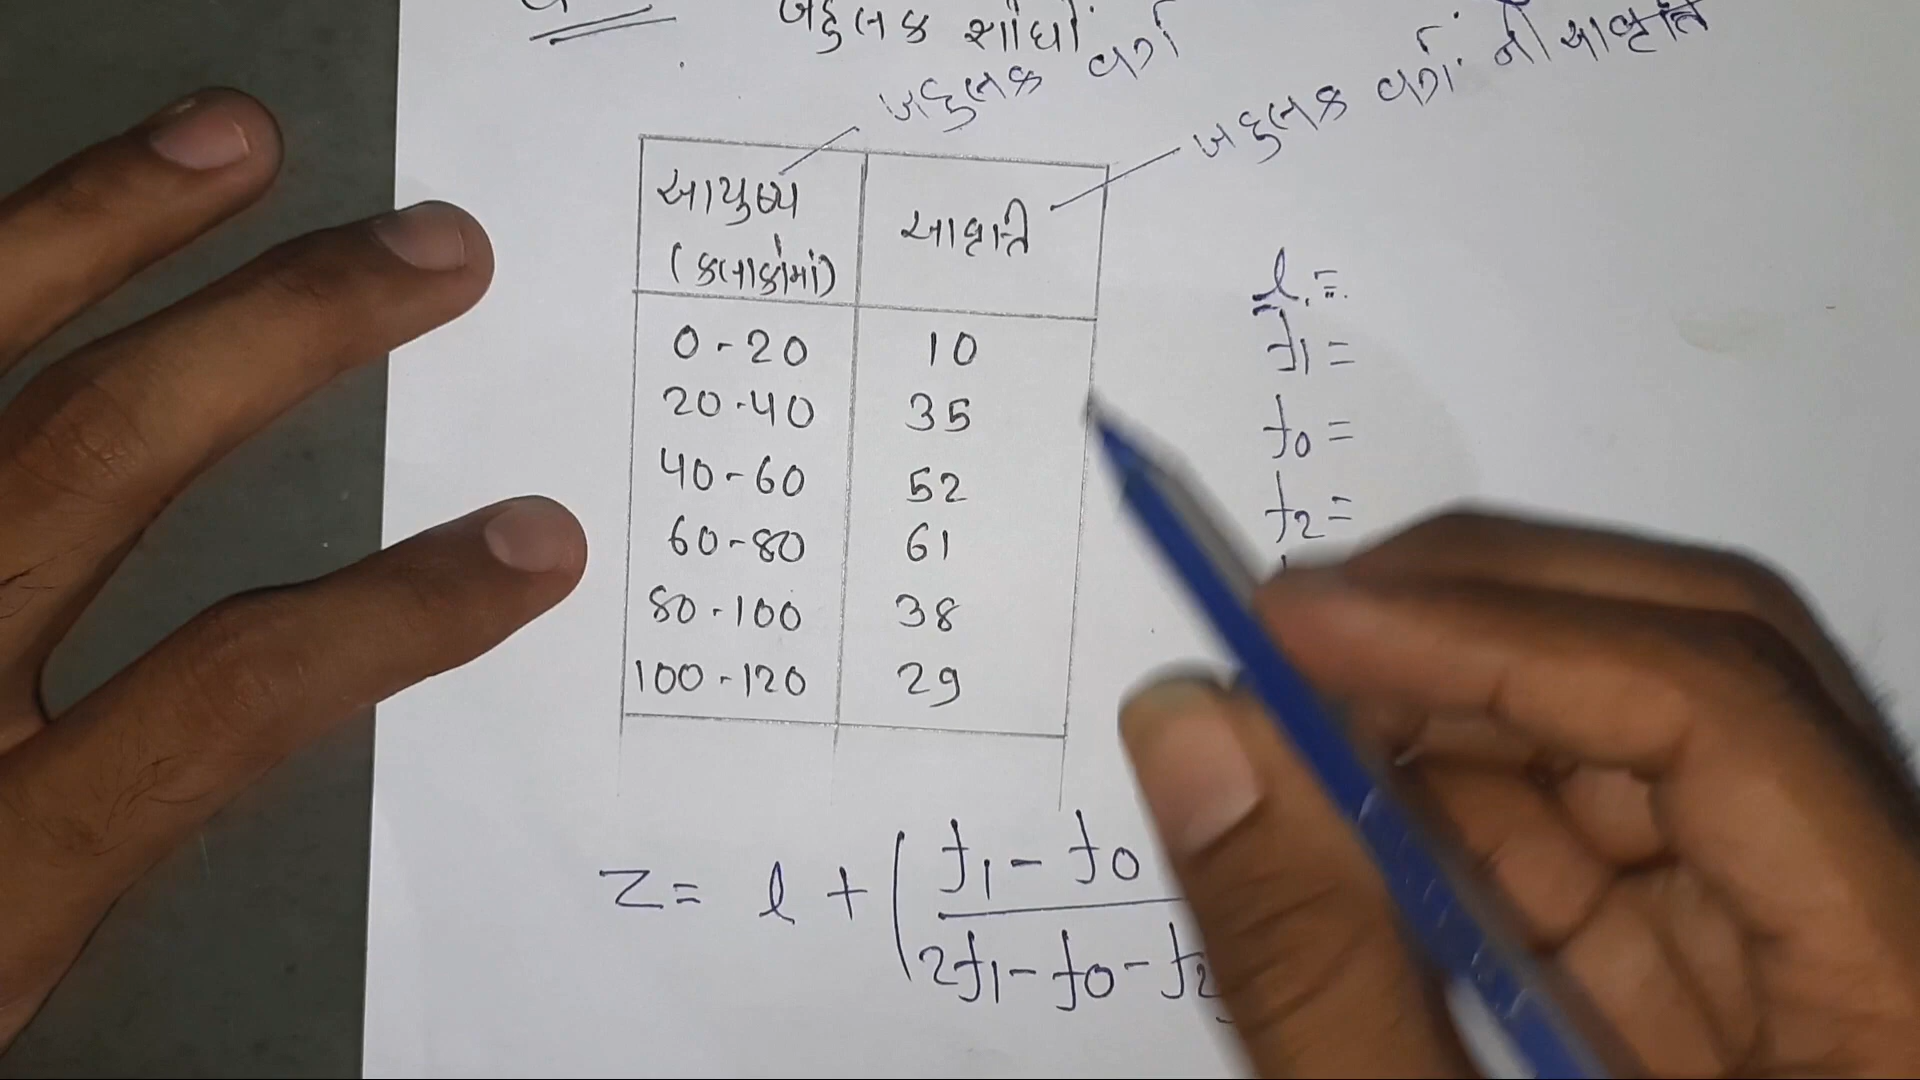 બહુલક શોધો
બહુલક વર્ગ
બહુલક વર્ગ ની આવૃત્તિ
આયુષ્ય
(કલાકોમાં)
આવૃત્તિ
0-20 10
20-40 35
40-60 52
60-80 61
80-100 38
100-120 29
l =
f1 =
f0 =
f2 =
Z = l + ( f1 - f0
2f1 - f0 - f2